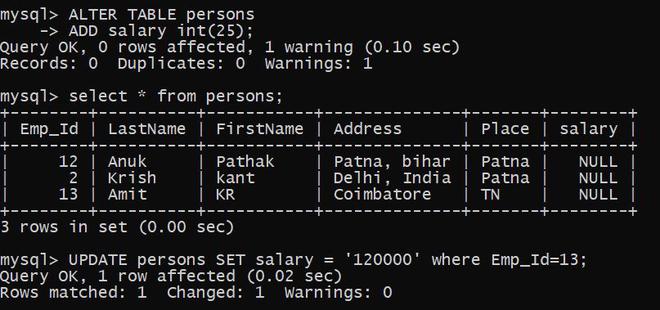 mysql> ALTER TABLE persons
    -> ADD salary int(25);
Query OK, 0 rows affected, 1 warning (0.10 sec)
Records: 0  Duplicates: 0  Warnings: 1
mysql> select * from persons;
+--------+----------+-----------+--------------+-------+--------+
| Emp_Id | LastName | FirstName | Address      | Place | salary |
+--------+----------+-----------+--------------+-------+--------+
|     12 | Anuk     | Pathak    | Patna, bihar | Patna |   NULL |
|      2 | Krish    | kant      | Delhi, India | Patna |   NULL |
|     13 | Amit     | KR        | Coimbatore   | TN    |   NULL |
+--------+----------+-----------+--------------+-------+--------+
3 rows in set (0.00 sec)
mysql> UPDATE persons SET salary = '120000' where Emp_Id=13;
Query OK, 1 row affected (0.02 sec)
Rows matched: 1  Changed: 1  Warnings: 0